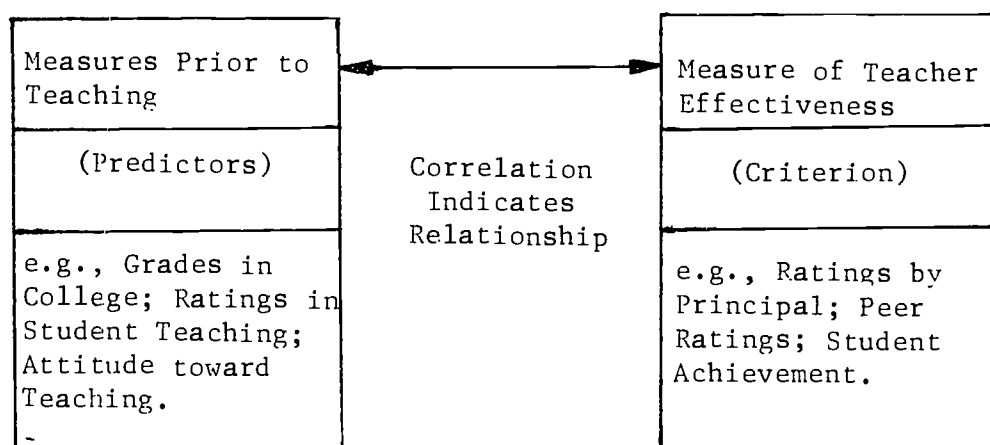 Measures Prior to
Teaching
(Predictors)
e.g., Grades in
College; Ratings in
Student Teaching;
Attitude toward
Teaching.
Correlation
Indicates
Relationship
Measure of Teacher
Effectiveness
(Criterion)
e.g., Ratings by
Principal; Peer
Ratings; Student
Achievement.